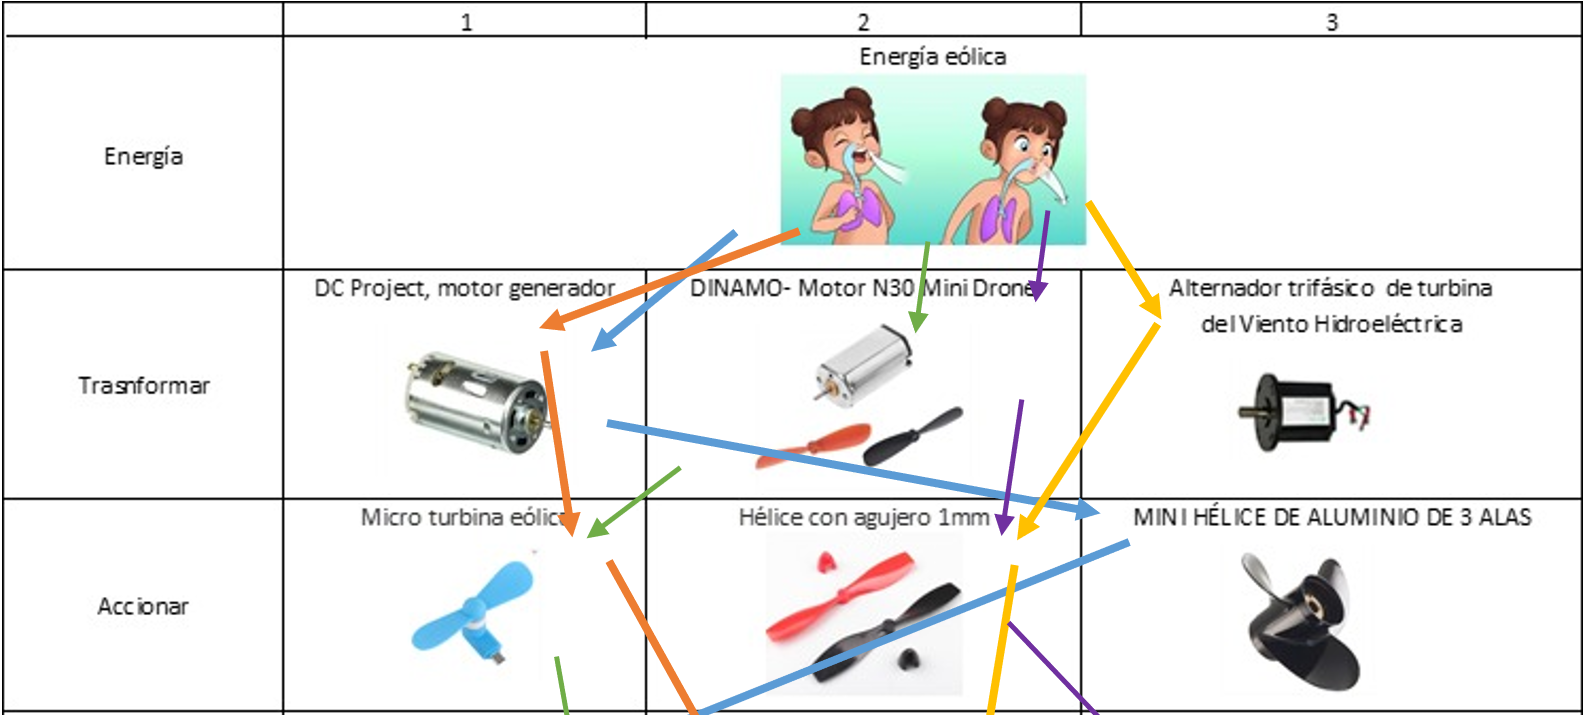 1 2 3
Energía eólica
Energía
DC Project, motor generador
DINAMO- Motor N30 Mini Drone
Alternador trifásico de turbina
del Viento Hidroeléctrica
Trasnformar
Micro turbina eólica
Hélice con agujero 1mm
MINI HÉLICE DE ALUMINIO DE 3 ALAS
Accionar